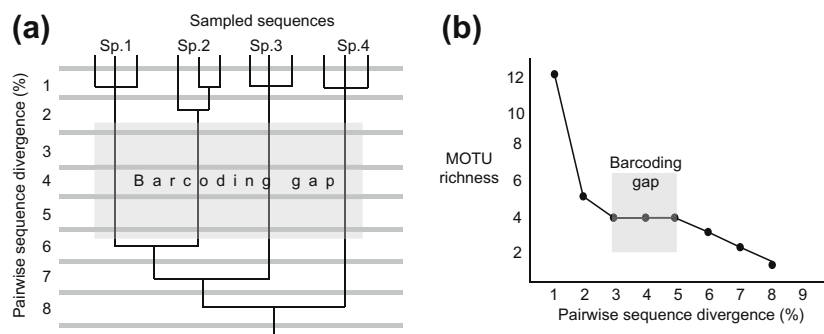 (a)
Sampled sequences
Sp.1 Sp.2 Sp.3 Sp.4
Pairwise sequence divergence (%)
1
2
3
4
5
6
7
8
Barcoding gap
(b)
MOTU
richness
12
10
8
6
4
2
Barcoding
gap
1 2 3 4 5 6 7 8 9
Pairwise sequence divergence (%)